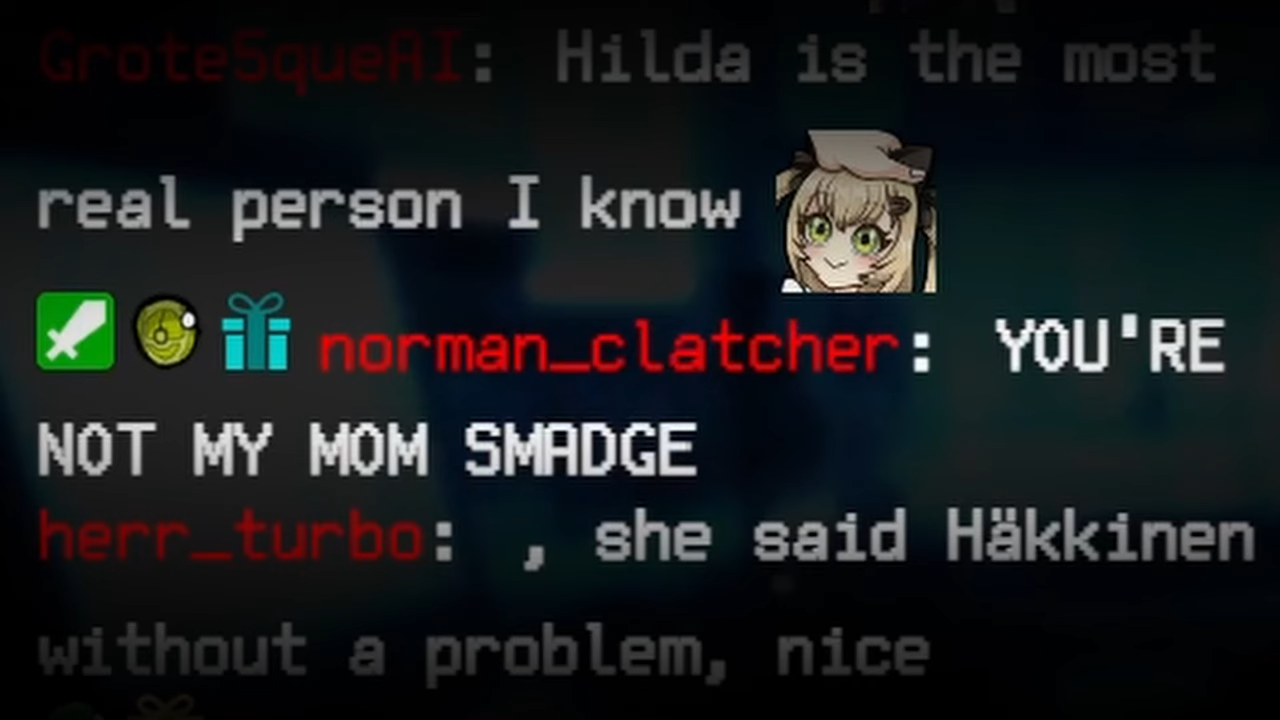 Grote5queAI: Hilda is the most
real person I know
norman_clatcher: YOU'RE
NOT MY MOM SMADGE
herr_turbo: , she said Häkkinen
without a problem, nice